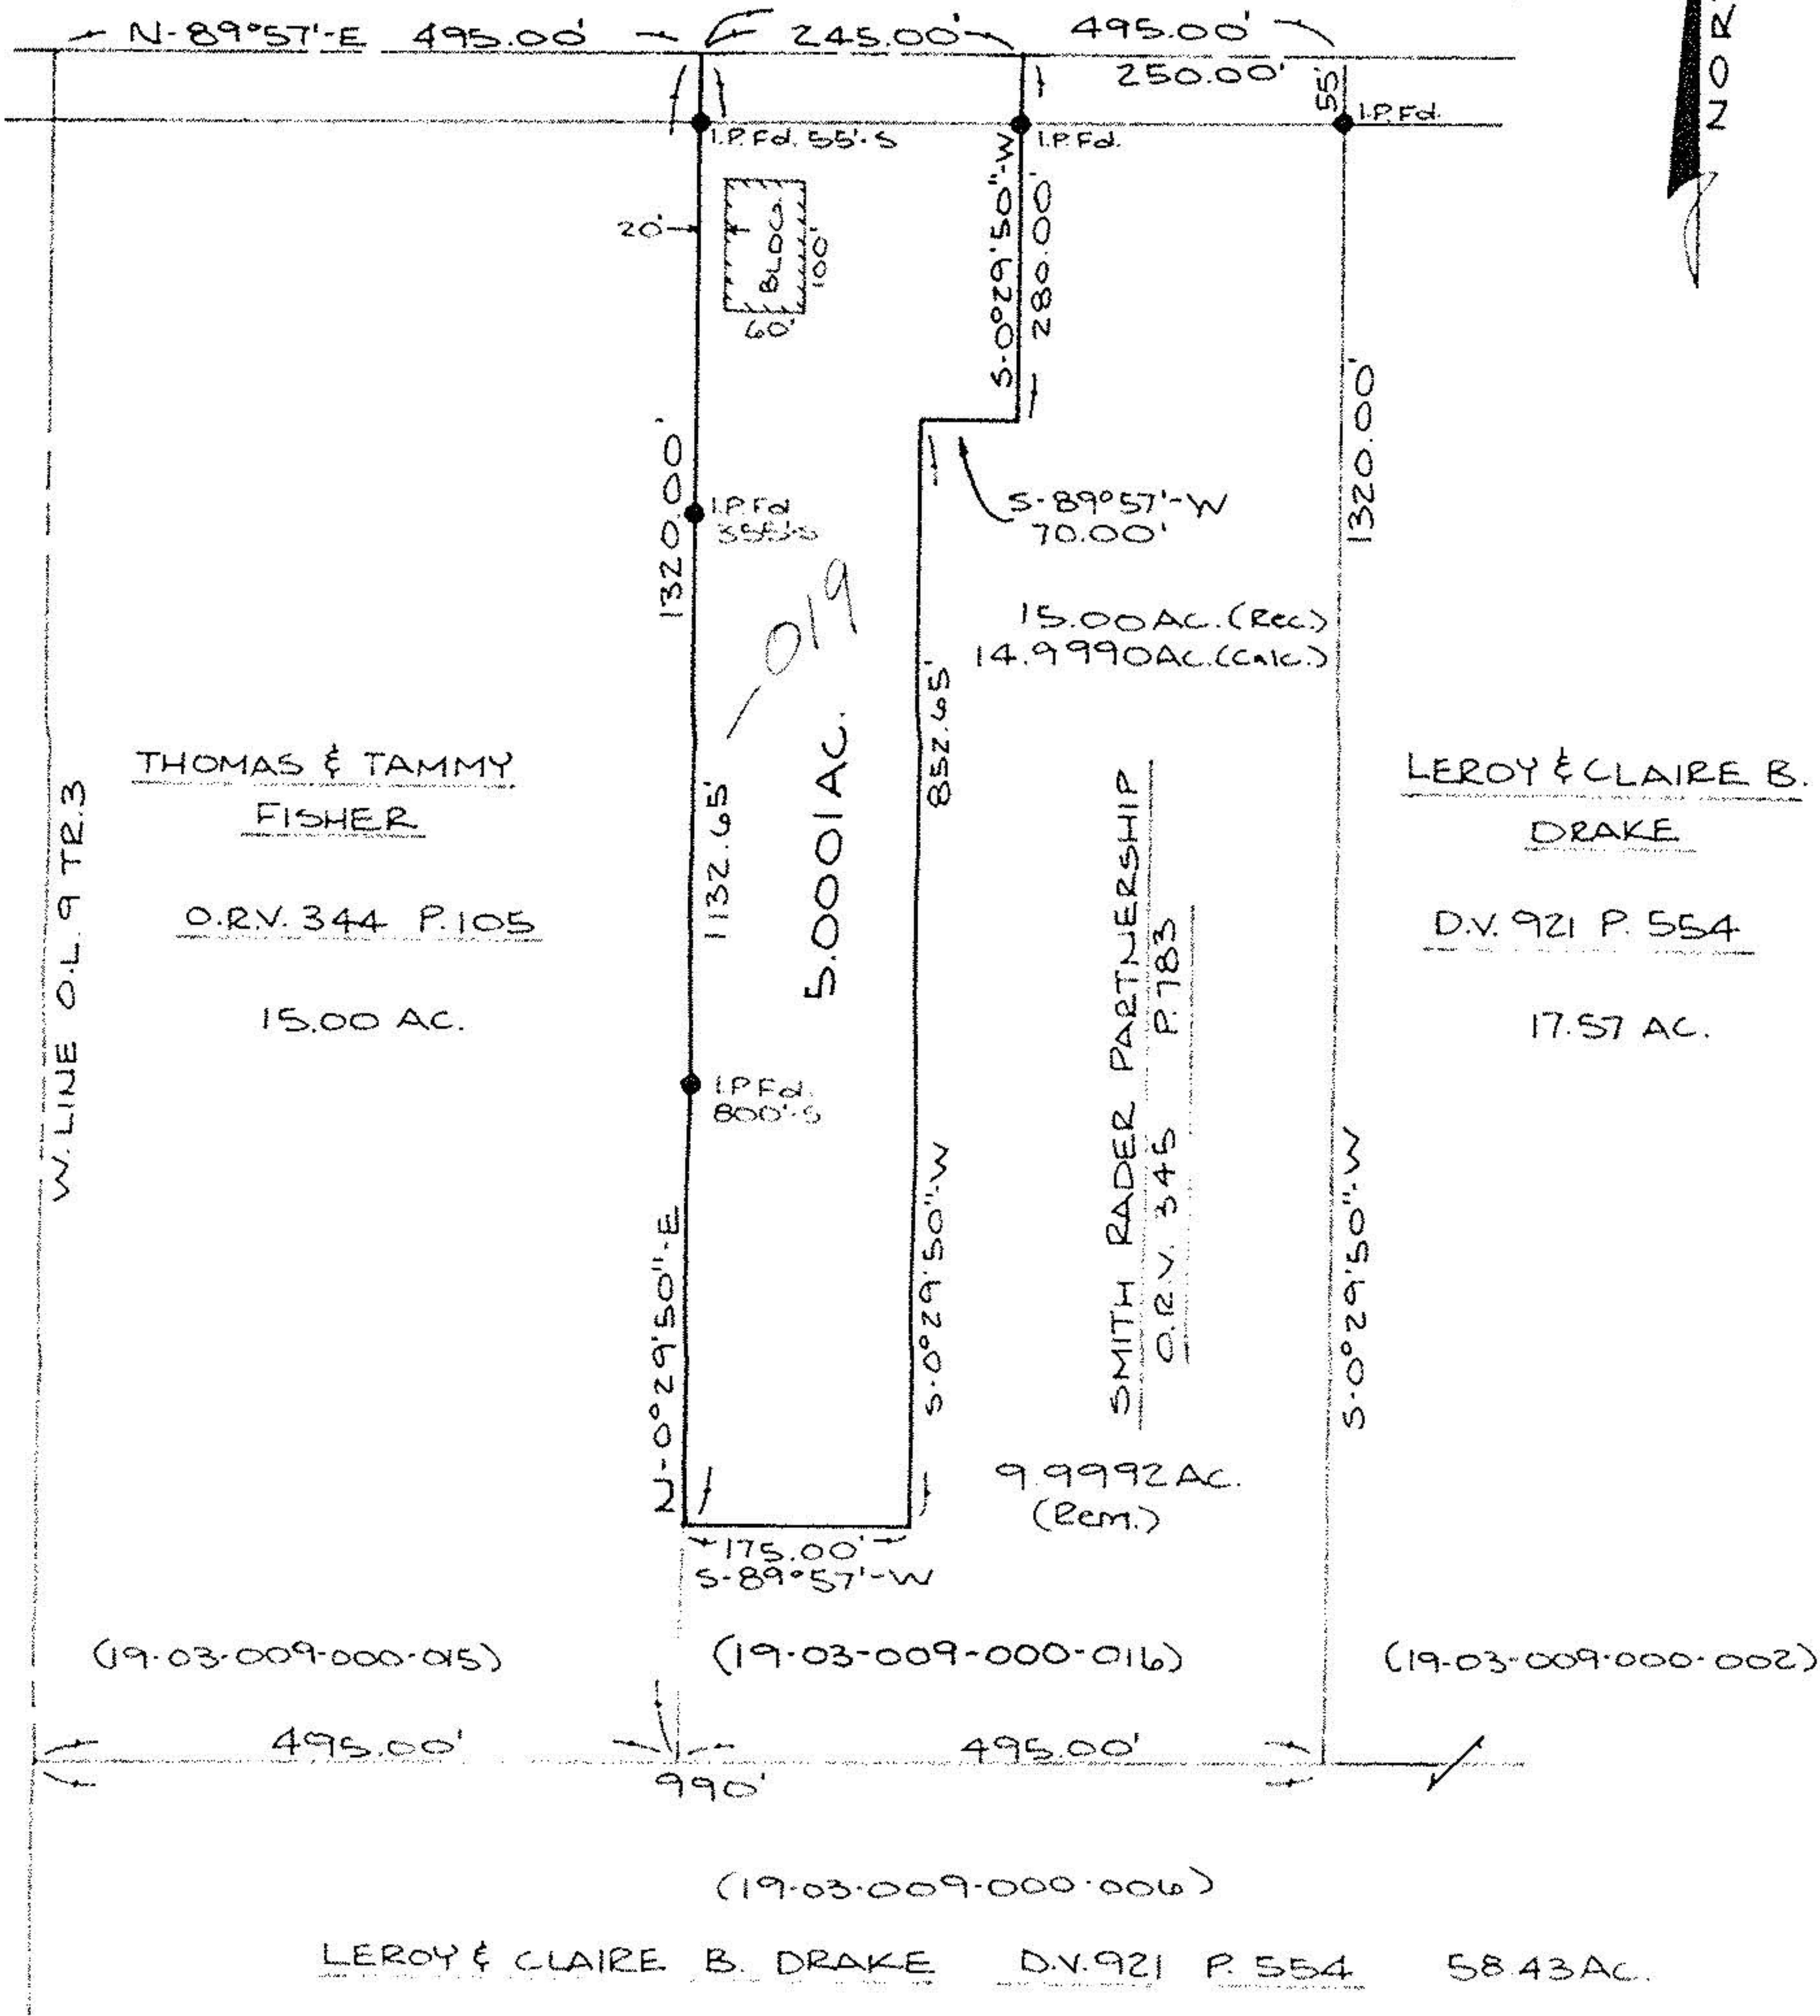 N-89°57'-E 495.00'
245.00'
495.00'
250.00'
55'
NOR
I.P.Fd. 55'-S
I.P.Fd.
I.P.Fd.
20'
BLDG.
100'
60'
S-0°29'50"-W
280.00'
1320.00'
I.P.Fd
355'-S
S-89°57'-W
70.00'
1320.00'
-019
15.00 AC. (Rec.)
14.9990 AC. (Calc.)
THOMAS & TAMMY
FISHER
O.R.V. 344 P. 105
15.00 AC.
W. LINE O.L. 9 TR. 3
1132.65'
5.0001 AC.
852.65'
SMITH RADER PARTNERSHIP
O.R.V. 345 P. 783
LEROY & CLAIRE B.
DRAKE
D.V. 921 P. 554
17.57 AC.
I.P.Fd.
800'-S
N-0°29'50"-E
S-0°29'50"-W
S-0°29'50"-W
9.9992 AC.
(Rem.)
175.00'
S-89°57'-W
(19-03-009-000-015)
(19-03-009-000-016)
(19-03-009-000-002)
495.00'
495.00'
990'
(19-03-009-000-006)
LEROY & CLAIRE B. DRAKE D.V. 921 P. 554 58.43 AC.